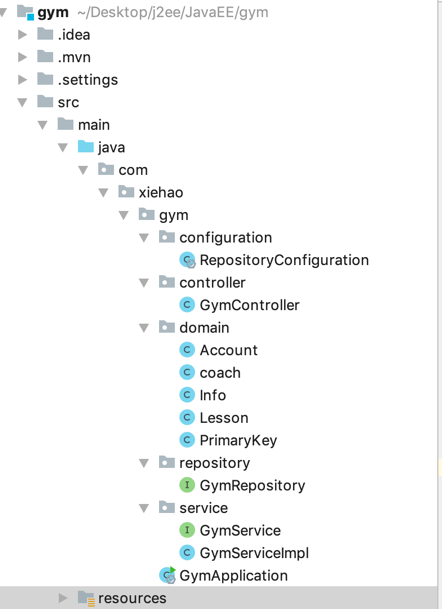 gym ~/Desktop/j2ee/JavaEE/gym
.idea
.mvn
.settings
src
main
java
com
xiehao
gym
configuration
RepositoryConfiguration
controller
GymController
domain
Account
coach
Info
Lesson
PrimaryKey
repository
GymRepository
service
GymService
GymServiceImpl
GymApplication
resources